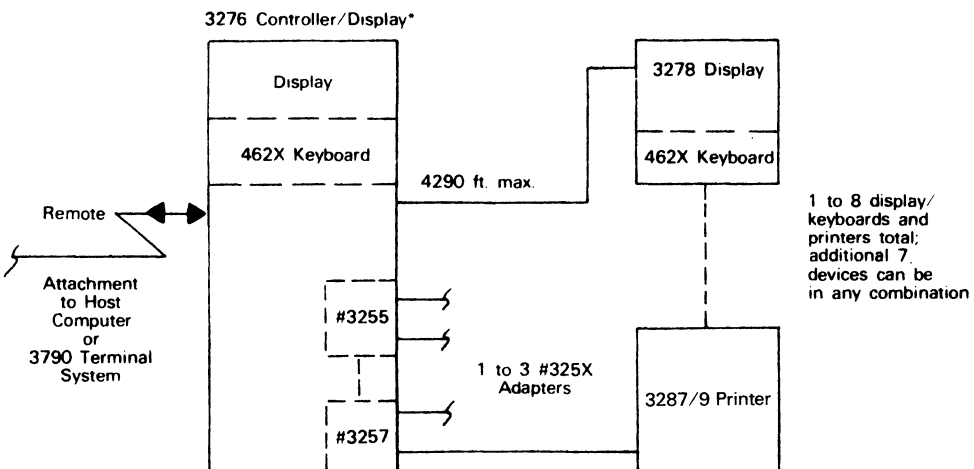 3276 Controller/Display*
Display
462X Keyboard
4290 ft. max.
3278 Display
462X Keyboard
Remote
Attachment
to Host
Computer
or
3790 Terminal
System
#3255
#3257
1 to 3 #325X
Adapters
1 to 8 display/
keyboards and
printers total;
additional 7
devices can be
in any combination
3287/9 Printer